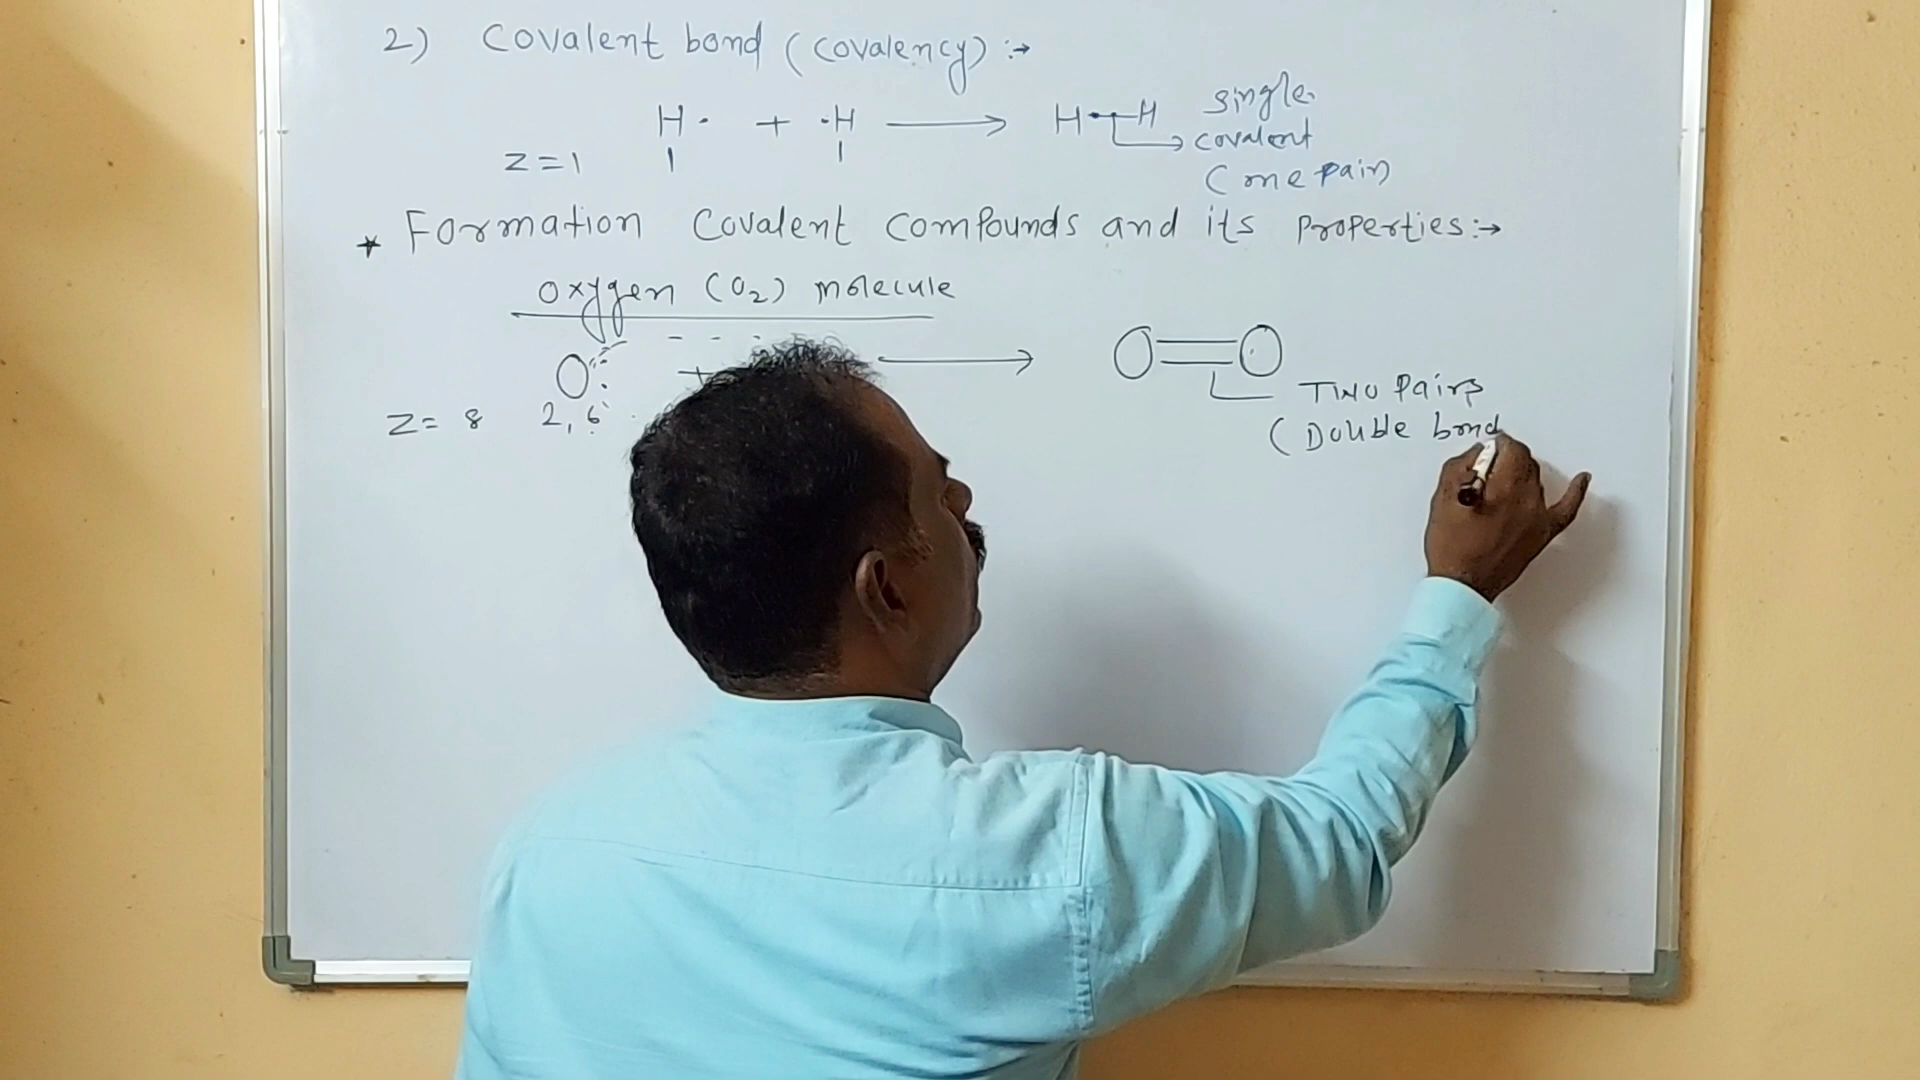 2) Covalent bond (covalency) :→
H· + ·H ⟶ H–H single
covalent
Z=1 1 1 (one pair)
* Formation Covalent compounds and its properties:→
oxygen (O₂) molecule
O + ⟶ O=O
Two Pairs
Z= 8 2,6 (Double bond